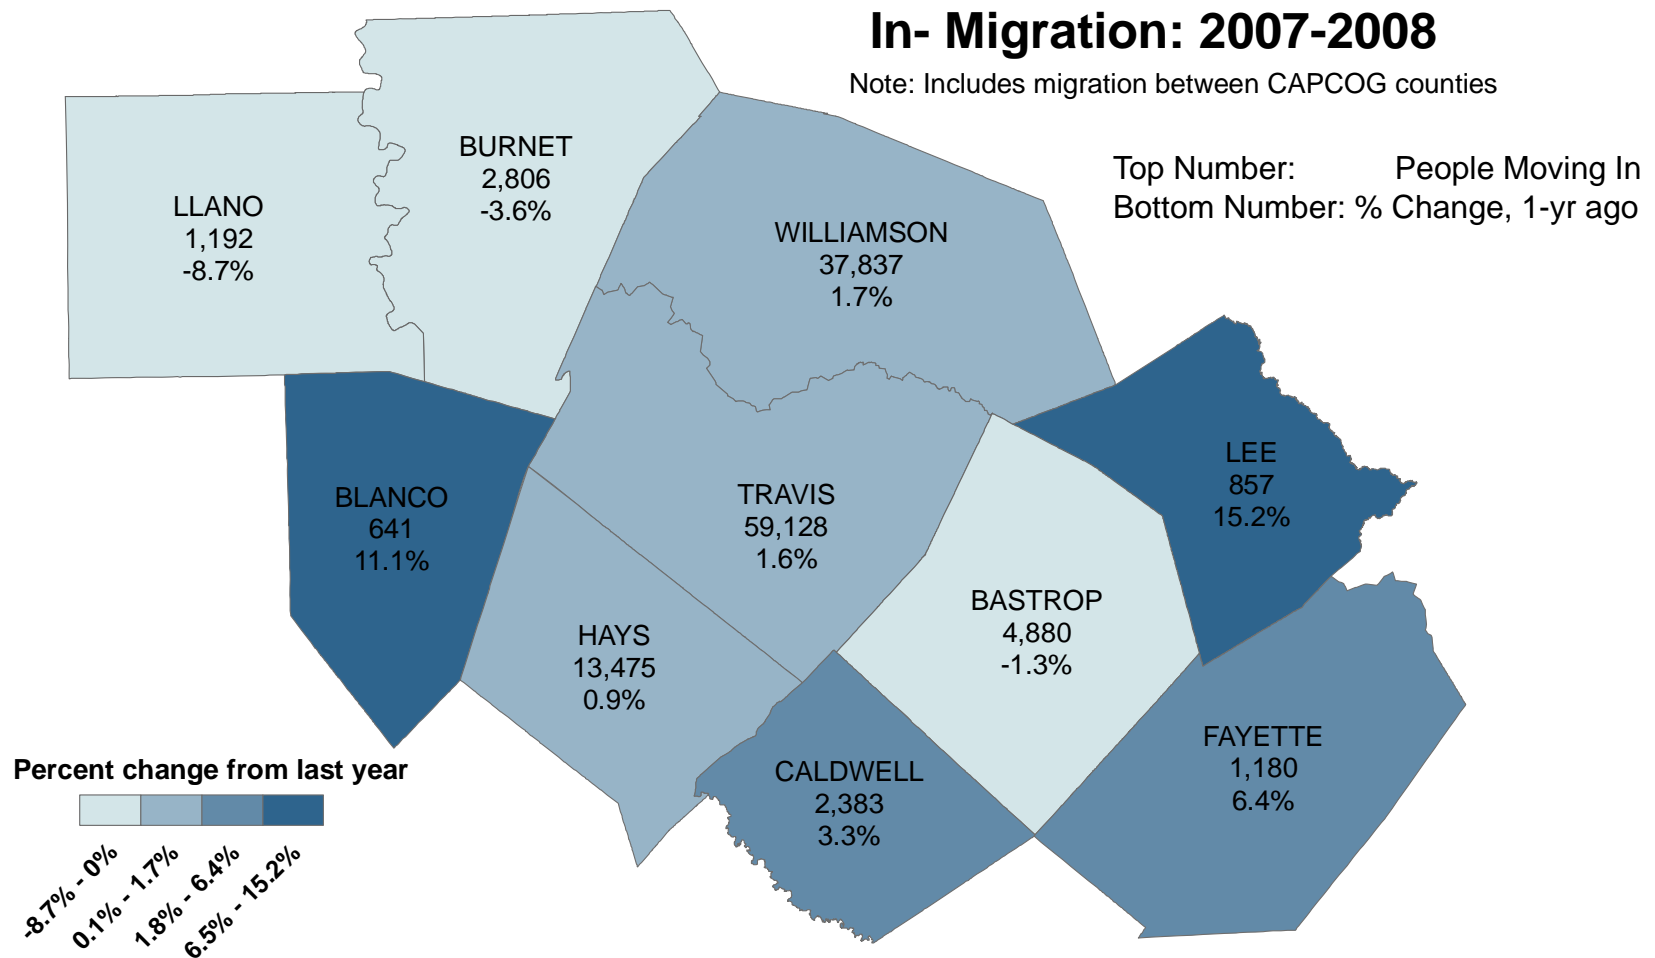 In- Migration: 2007-2008
Note: Includes migration between CAPCOG counties
Top Number: People Moving In
Bottom Number: % Change, 1-yr ago
BURNET
2,806
-3.6%
LLANO
1,192
-8.7%
WILLIAMSON
37,837
1.7%
LEE
857
15.2%
BLANCO
641
11.1%
TRAVIS
59,128
1.6%
BASTROP
4,880
-1.3%
HAYS
13,475
0.9%
FAYETTE
1,180
6.4%
CALDWELL
2,383
3.3%
Percent change from last year
-8.7% - 0%
0.1% - 1.7%
1.8% - 6.4%
6.5% - 15.2%